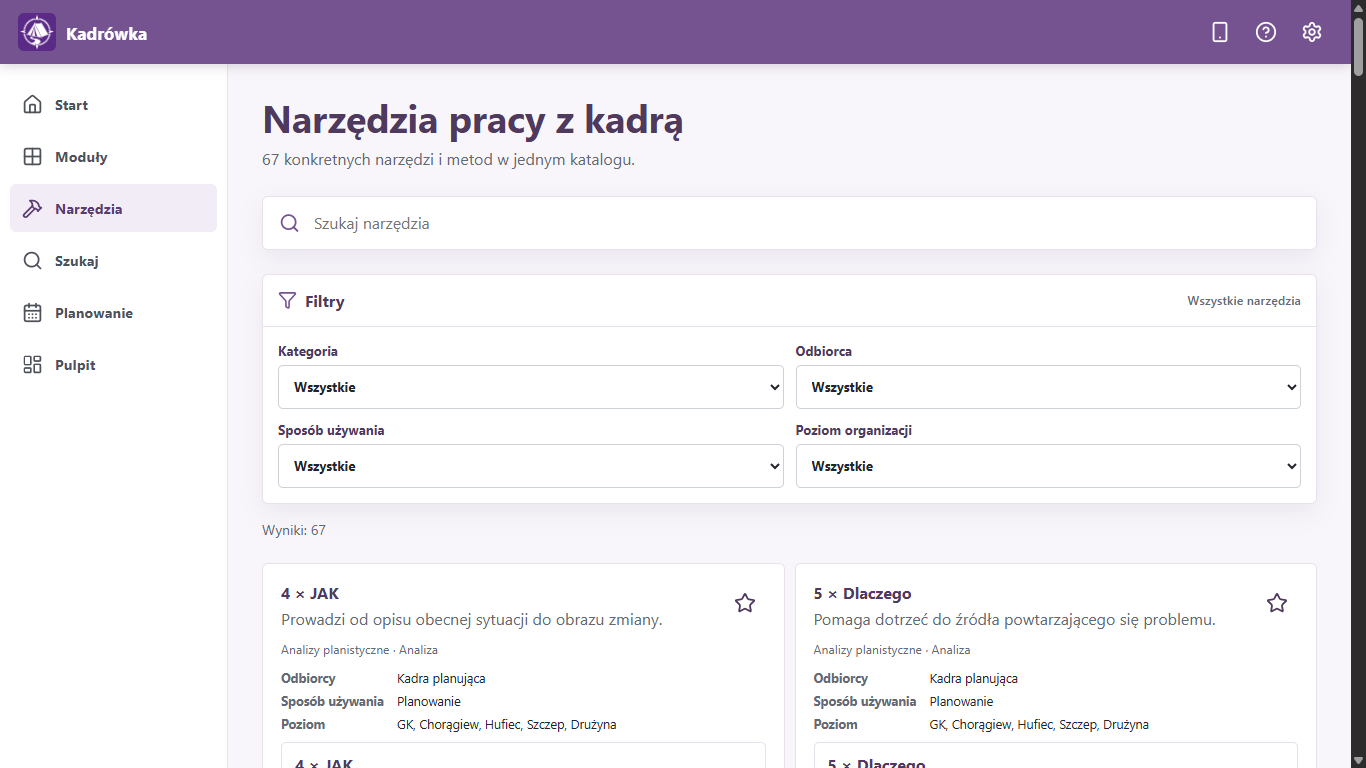 Kadrówka
Start
Moduły
Narzędzia
Szukaj
Planowanie
Pulpit
Narzędzia pracy z kadrą
67 konkretnych narzędzi i metod w jednym katalogu.
Szukaj narzędzia
Filtry
Wszystkie narzędzia
Kategoria
Wszystkie
Odbiorca
Wszystkie
Sposób używania
Wszystkie
Poziom organizacji
Wszystkie
Wyniki: 67
4 × JAK
Prowadzi od opisu obecnej sytuacji do obrazu zmiany.
Analizy planistyczne · Analiza
Odbiorcy Kadra planująca
Sposób używania Planowanie
Poziom GK, Chorągiew, Hufiec, Szczep, Drużyna
4 × JAK
5 × Dlaczego
Pomaga dotrzeć do źródła powtarzającego się problemu.
Analizy planistyczne · Analiza
Odbiorcy Kadra planująca
Sposób używania Planowanie
Poziom GK, Chorągiew, Hufiec, Szczep, Drużyna
5 × Dlaczego